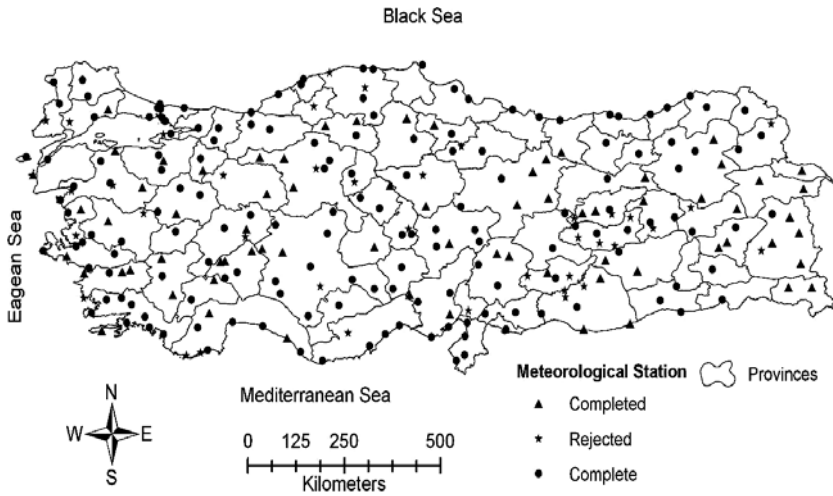 Black Sea
Eagean Sea
Mediterranean Sea
N
W E
S
0 125 250 500
Kilometers
Meteorological Station
Provinces
Completed
Rejected
Complete